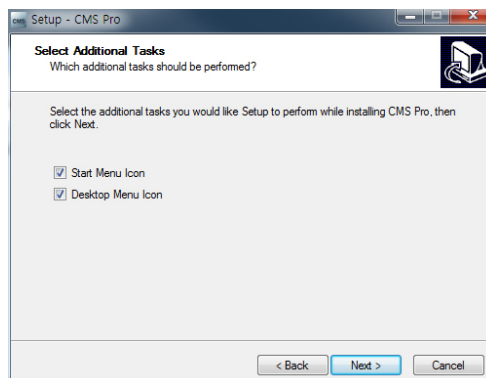 CMS Setup - CMS Pro
Select Additional Tasks
Which additional tasks should be performed?
Select the additional tasks you would like Setup to perform while installing CMS Pro, then
click Next.
Start Menu Icon
Desktop Menu Icon
< Back Next > Cancel